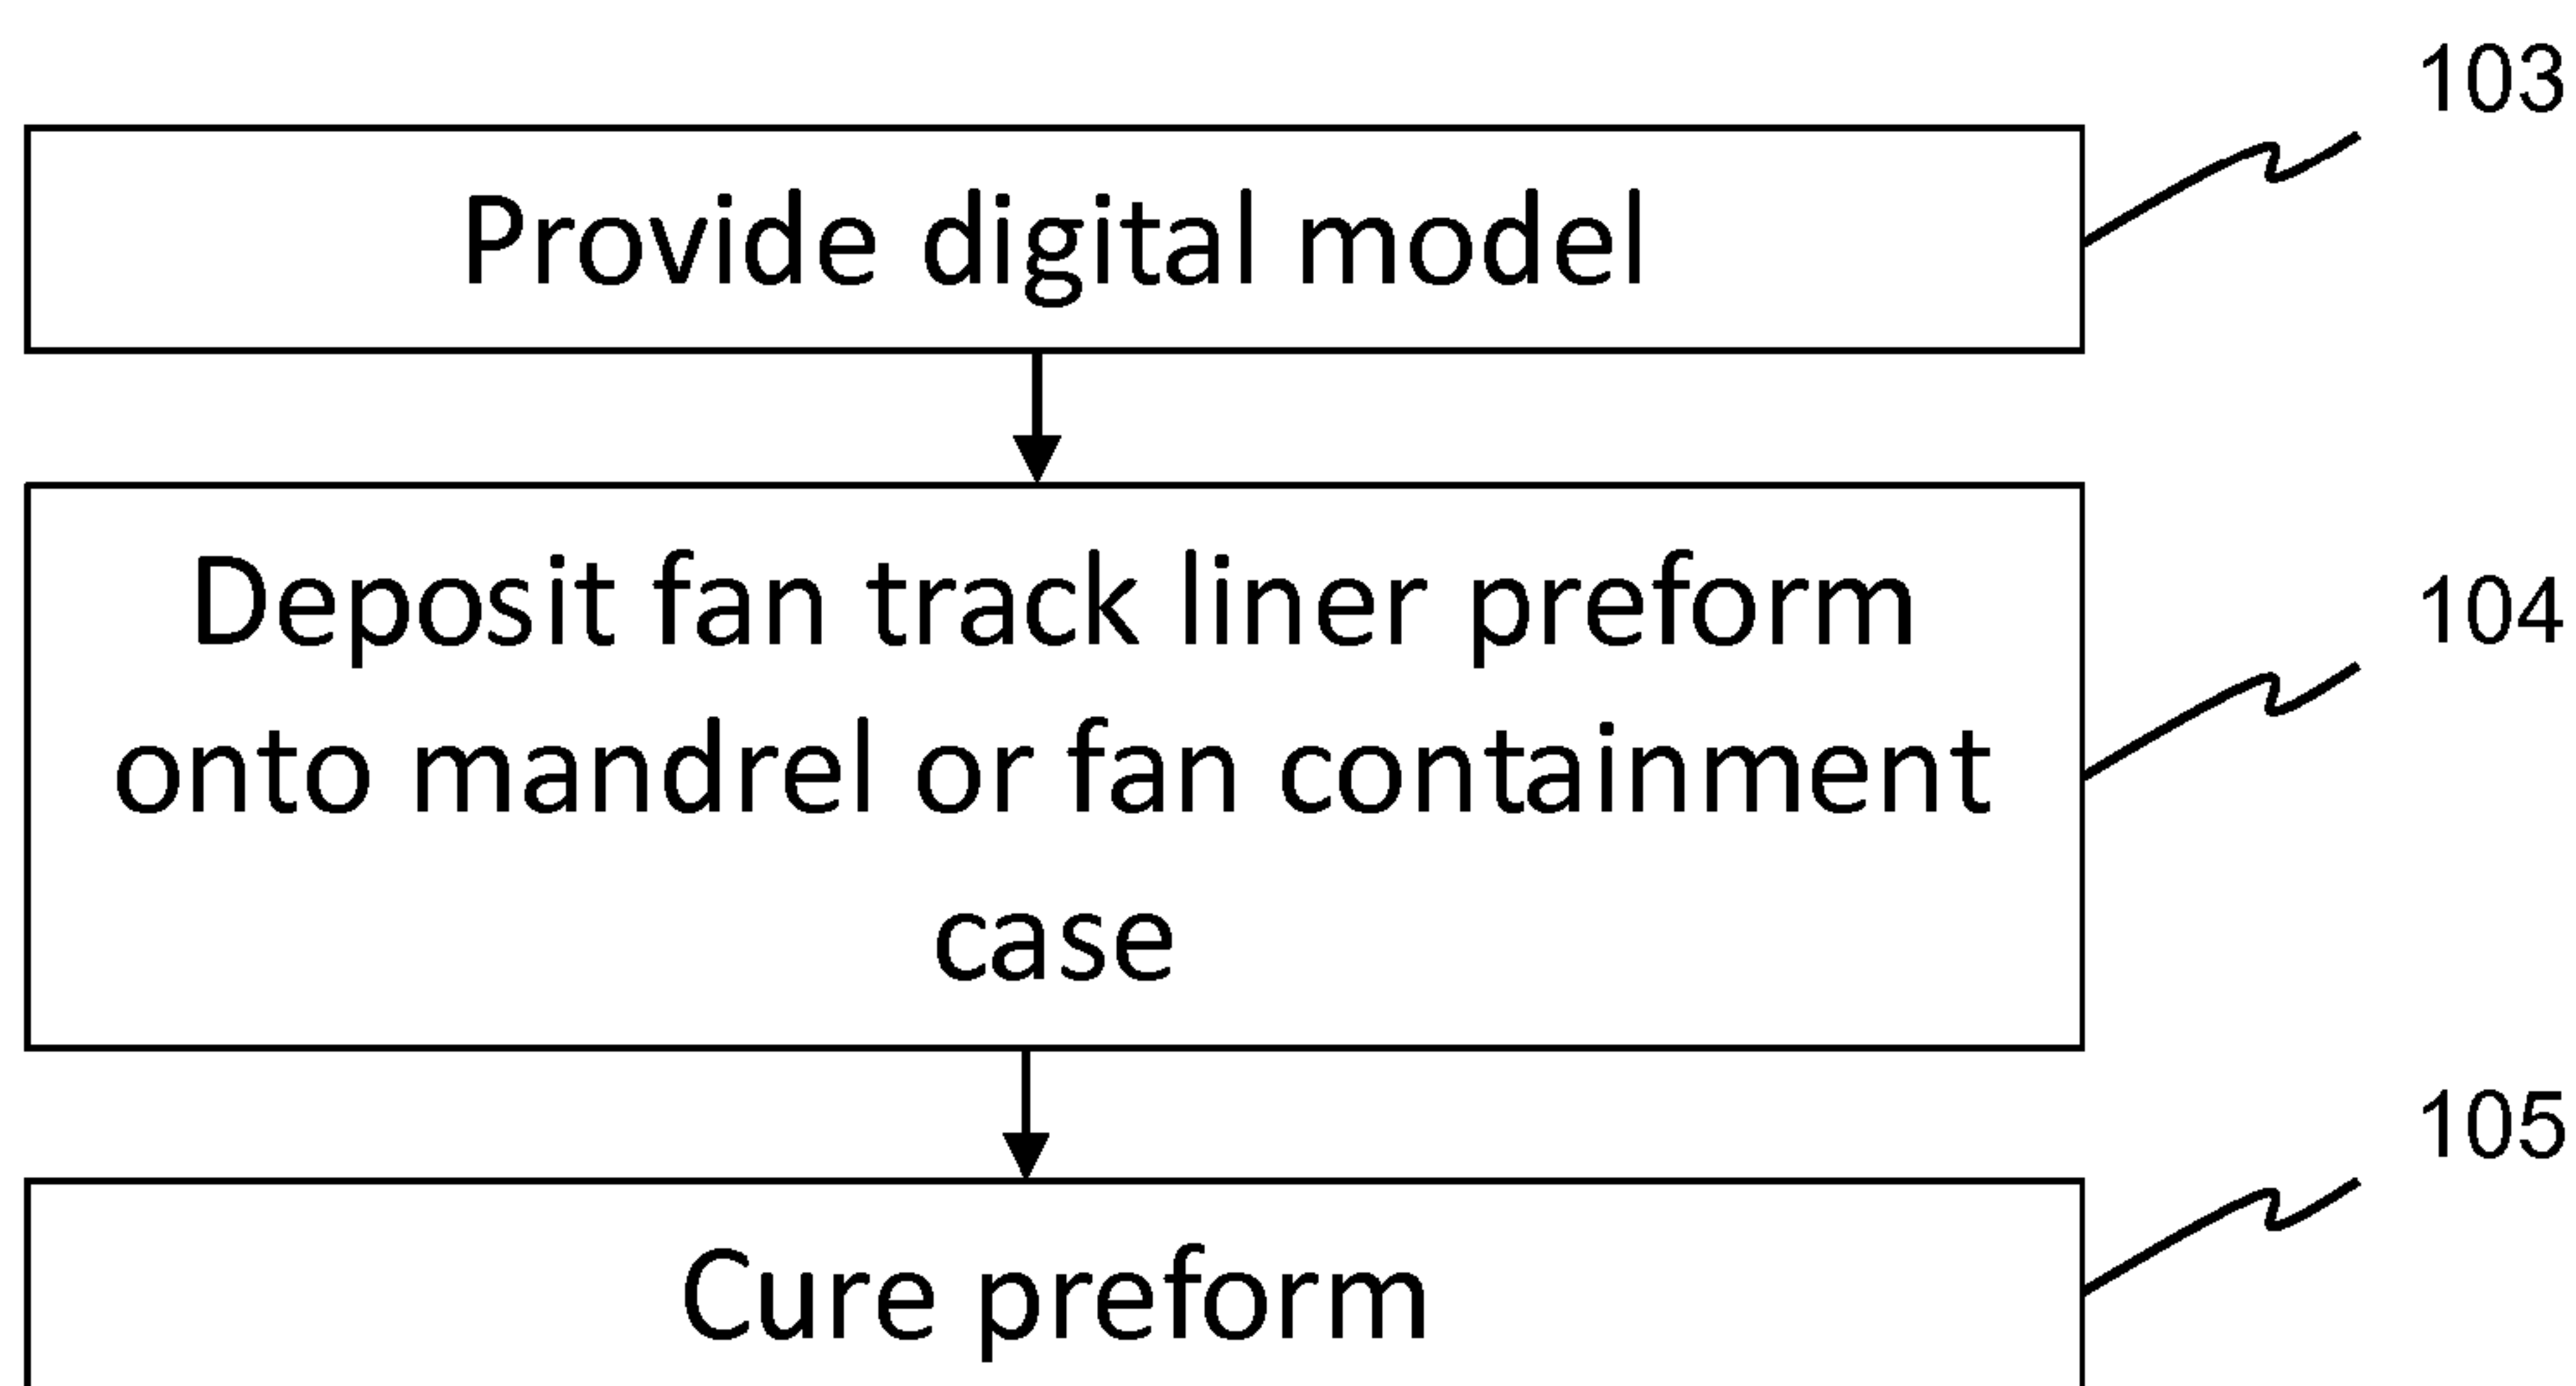 103
Provide digital model
Deposit fan track liner preform
onto mandrel or fan containment
case
104
105
Cure preform